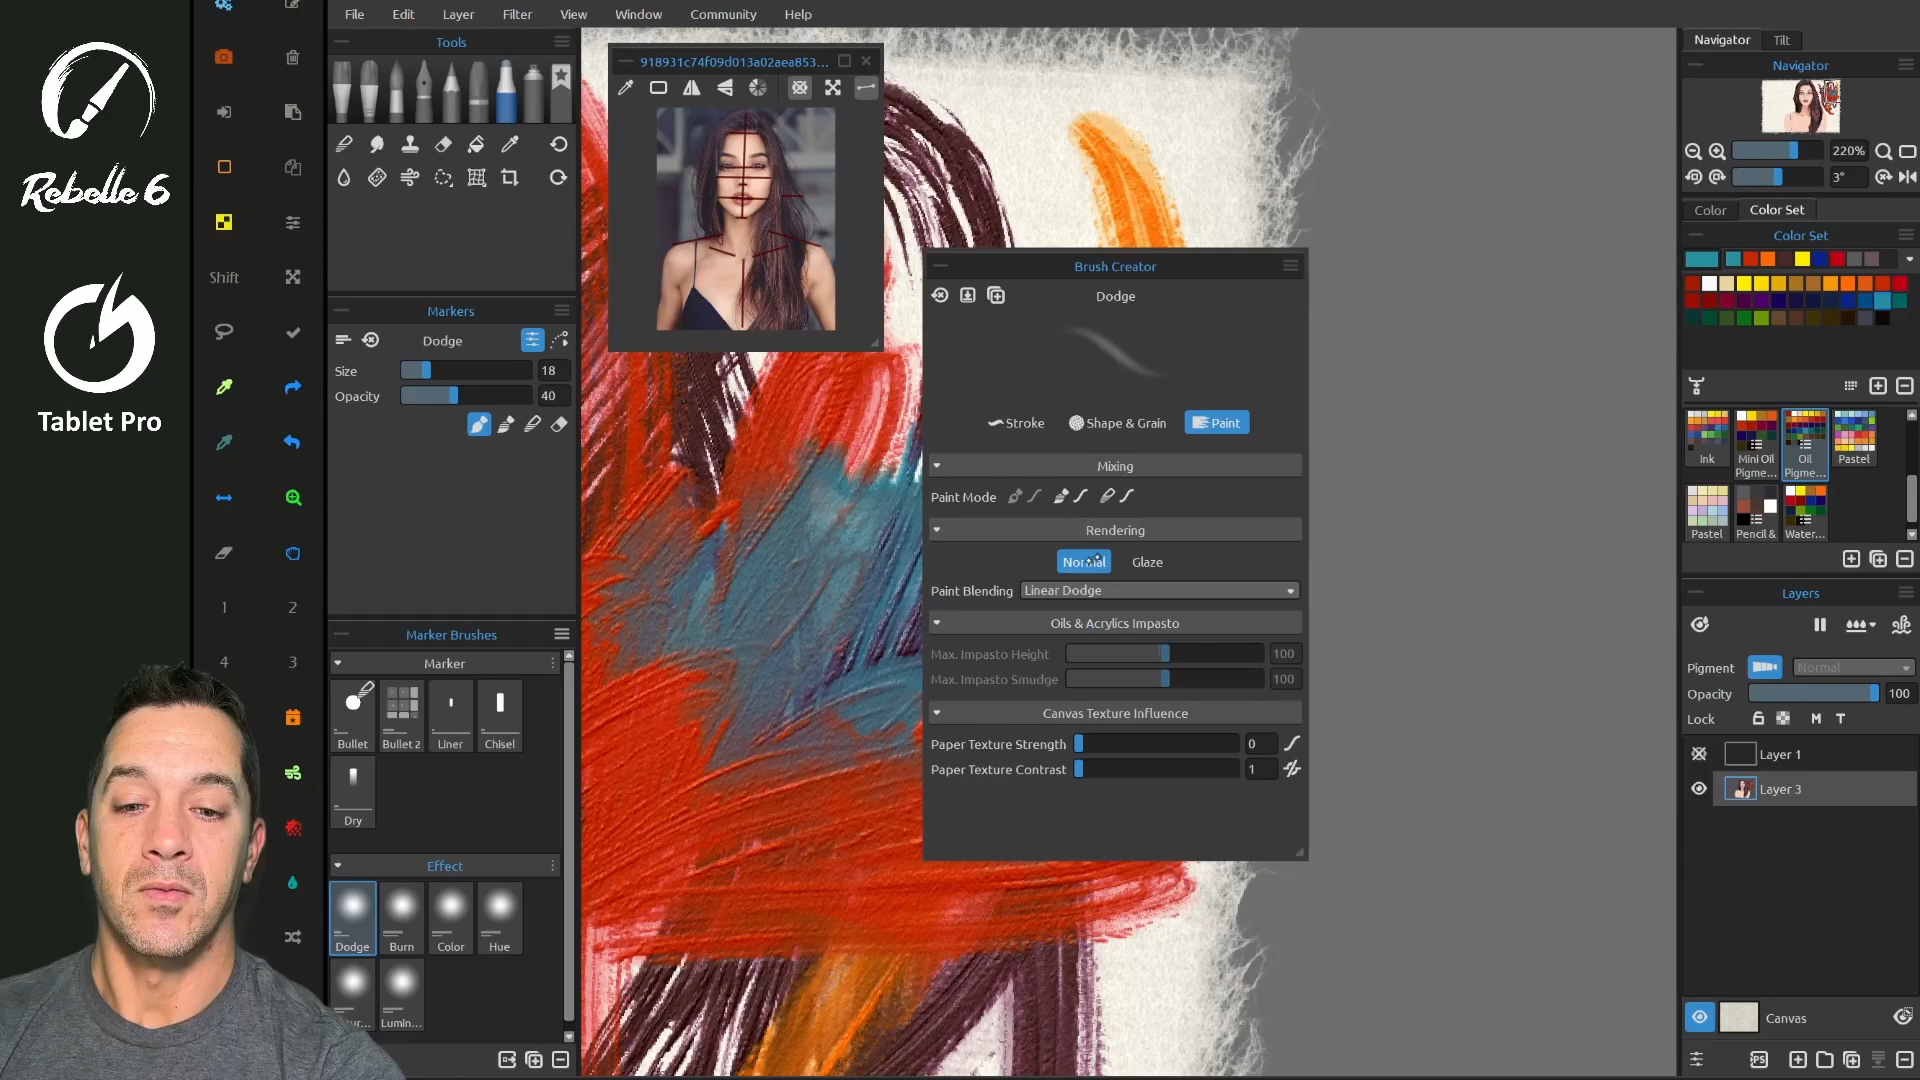 Rebelle 6
Tablet Pro
Shift
1
2
4
3
File
Edit
Layer
Filter
View
Window
Community
Help
Tools
Markers
Dodge
Size
18
Opacity
40
Marker Brushes
Marker
Bullet
Bullet 2
Liner
Chisel
Dry
Effect
Dodge
Burn
Color
Hue
Lumin...
918931c74f09d013a02aea853...
Brush Creator
Dodge
Stroke
Shape & Grain
Paint
Mixing
Paint Mode
Rendering
Normal
Glaze
Paint Blending
Linear Dodge
Oils & Acrylics Impasto
Max. Impasto Height
100
Max. Impasto Smudge
100
Canvas Texture Influence
Paper Texture Strength
0
Paper Texture Contrast
1
Navigator
Tilt
Navigator
220%
3°
Color
Color Set
Color Set
Ink
Mini Oil
Pigme...
Oil
Pigme...
Pastel
Pastel
Pencil &
Water...
Layers
Pigment
Normal
Opacity
100
Lock
M
T
Layer 1
Layer 3
Canvas
PS